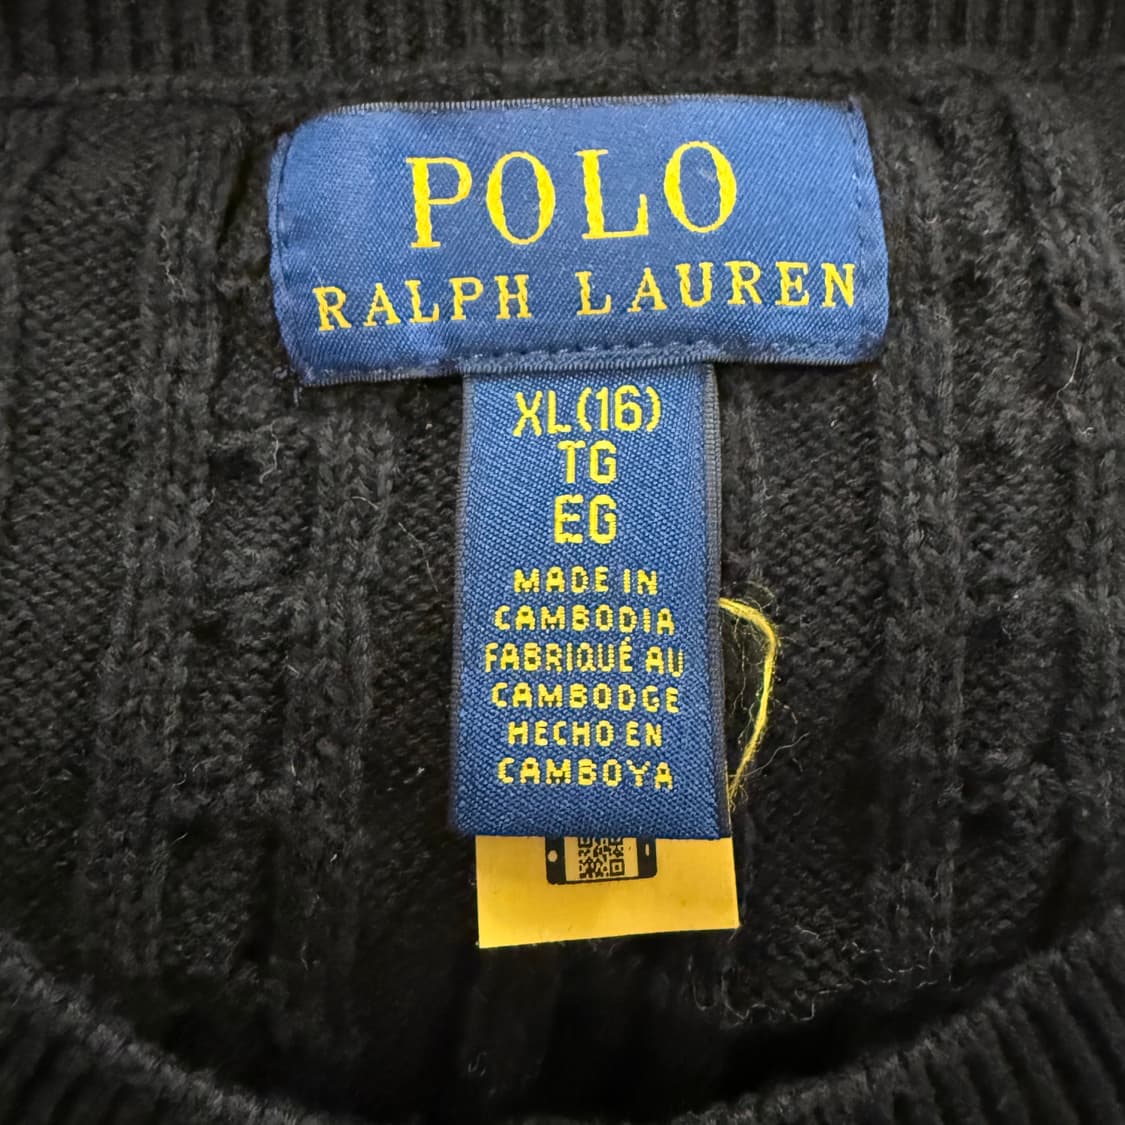 POLO
RALPH LAUREN
XL(16)
TG
EG
MADE IN
CAMBODIA
FABRIQUÉ AU
CAMBODGE
HECHO EN
CAMBOYA